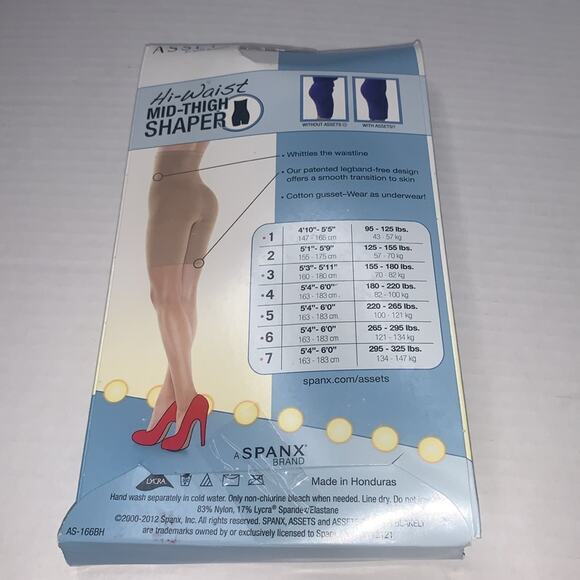 Hi-Waist
MID-THIGH
SHAPER
WITHOUT ASSETS ☹ WITH ASSETS!!
• Whittles the waistline
• Our patented legband-free design
offers a smooth transition to skin
• Cotton gusset–Wear as underwear!
• 1 4'10"- 5'5" 95 - 125 lbs.
147 - 165 cm 43 - 57 kg
2 5'1"- 5'9" 125 - 155 lbs.
155 - 175 cm 57 - 70 kg
• 3 5'3"- 5'11" 155 - 180 lbs.
160 - 180 cm 70 - 82 kg
• 4 5'4"- 6'0" 180 - 220 lbs.
163 - 183 cm 82 - 100 kg
• 5 5'4"- 6'0" 220 - 265 lbs.
163 - 183 cm 100 - 121 kg
• 6 5'4"- 6'0" 265 - 295 lbs.
163 - 183 cm 121 - 134 kg
• 7 5'4"- 6'0" 295 - 325 lbs.
163 - 183 cm 134 - 147 kg
spanx.com/assets
A SPANX®
BRAND
LYCRA
Made in Honduras
Hand wash separately in cold water. Only non-chlorine bleach when needed. Line dry. Do not
83% Nylon, 17% Lycra® Spandex/Elastane
©2000-2012 Spanx, Inc. All rights reserved. SPANX, ASSETS and
are trademarks owned by or exclusively licensed to
AS-166BH